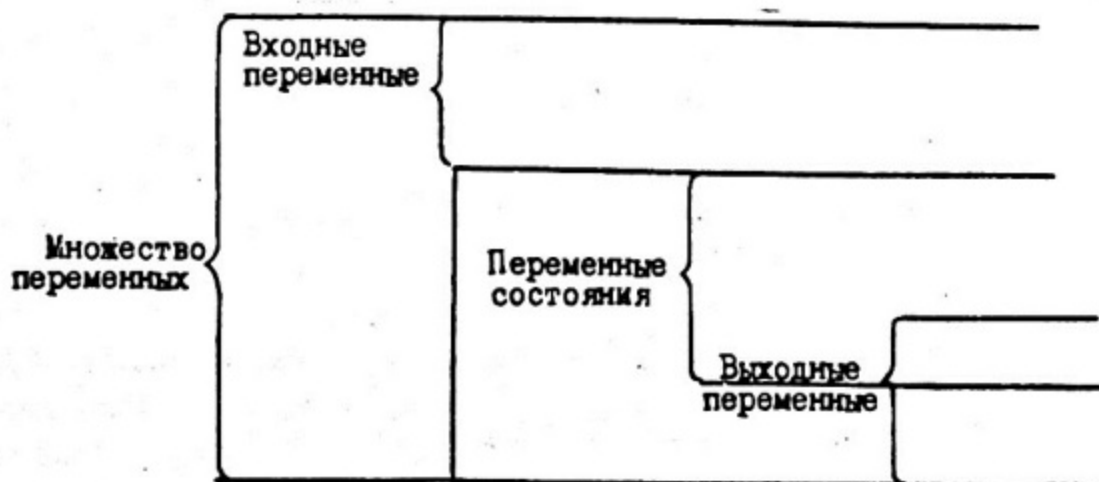 Входные
переменные
Множество
переменных
Переменные
состояния
Выходные
переменные